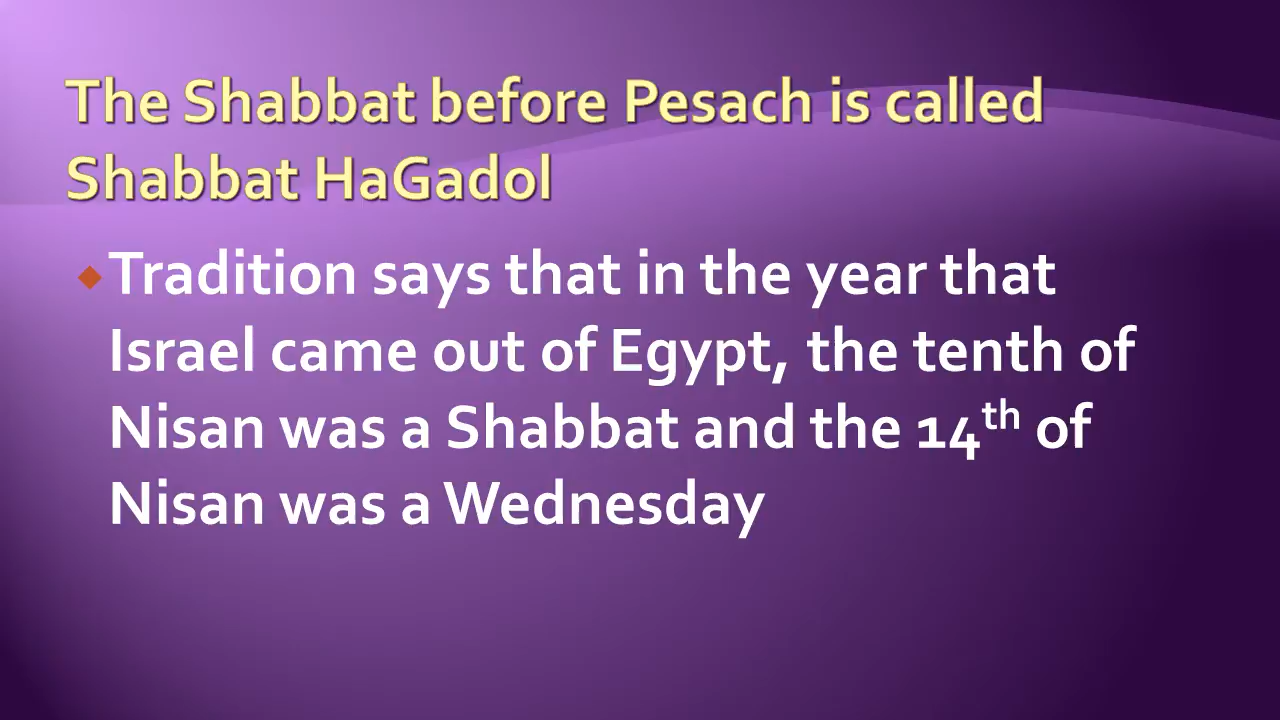 The Shabbat before Pesach is called
Shabbat HaGadol
Tradition says that in the year that
Israel came out of Egypt, the tenth of
Nisan was a Shabbat and the 14th of
Nisan was a Wednesday